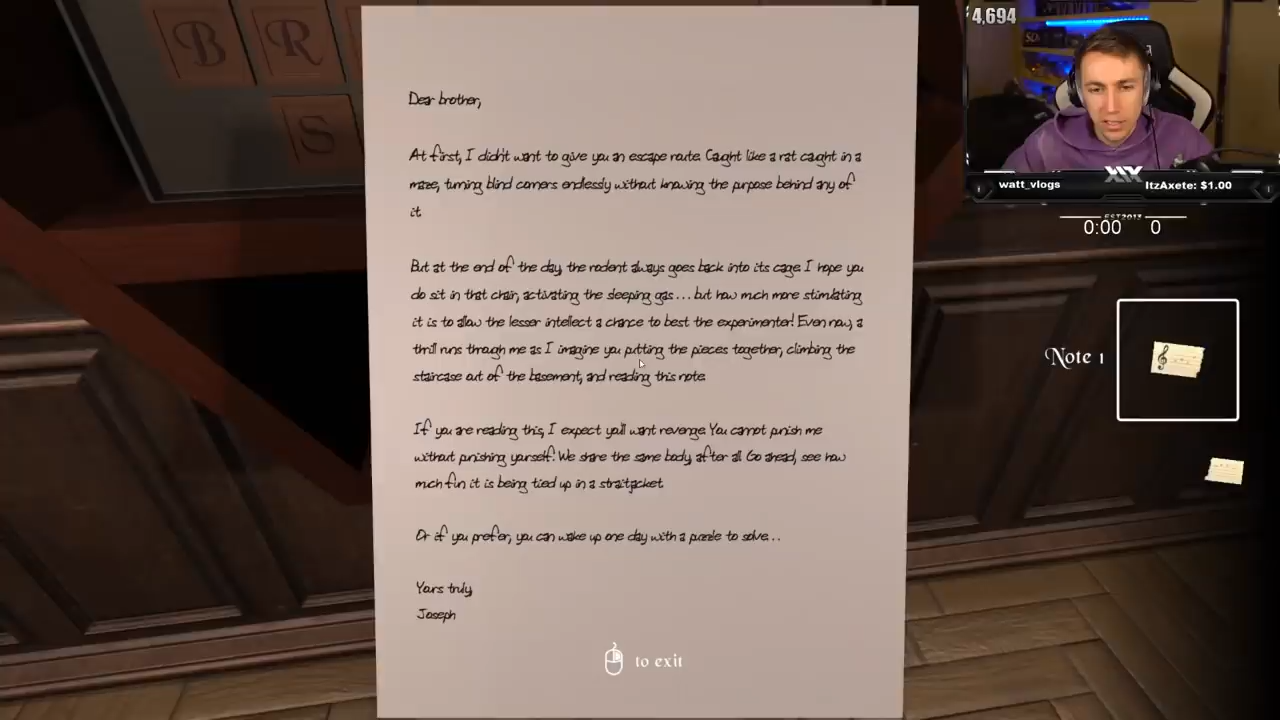 4,694
B R
S
Dear brother,
At first, I didn't want to give you an escape route. Caught like a rat caught in a
maze, turning blind corners endlessly without knowing the purpose behind any of
it.
But at the end of the day, the rodent always goes back into its cage. I hope you
do sit in that chair, activating the sleeping gas... but how much more stimulating
it is to allow the lesser intellect a chance to best the experimenter! Even now, a
thrill runs through me as I imagine you putting the pieces together, climbing the
staircase out of the basement, and reading this note.
If you are reading this, I expect you'll want revenge. You cannot punish me
without punishing yourself. We share the same body, after all. Go ahead, see how
much fun it is being tied up in a straitjacket.
Or if you prefer, you can wake up one day with a puzzle to solve...
Yours truly,
Joseph
to exit
watt_vlogs
XIX
ItzAxete: $1.00
EST2013
0:00 0
Note 1